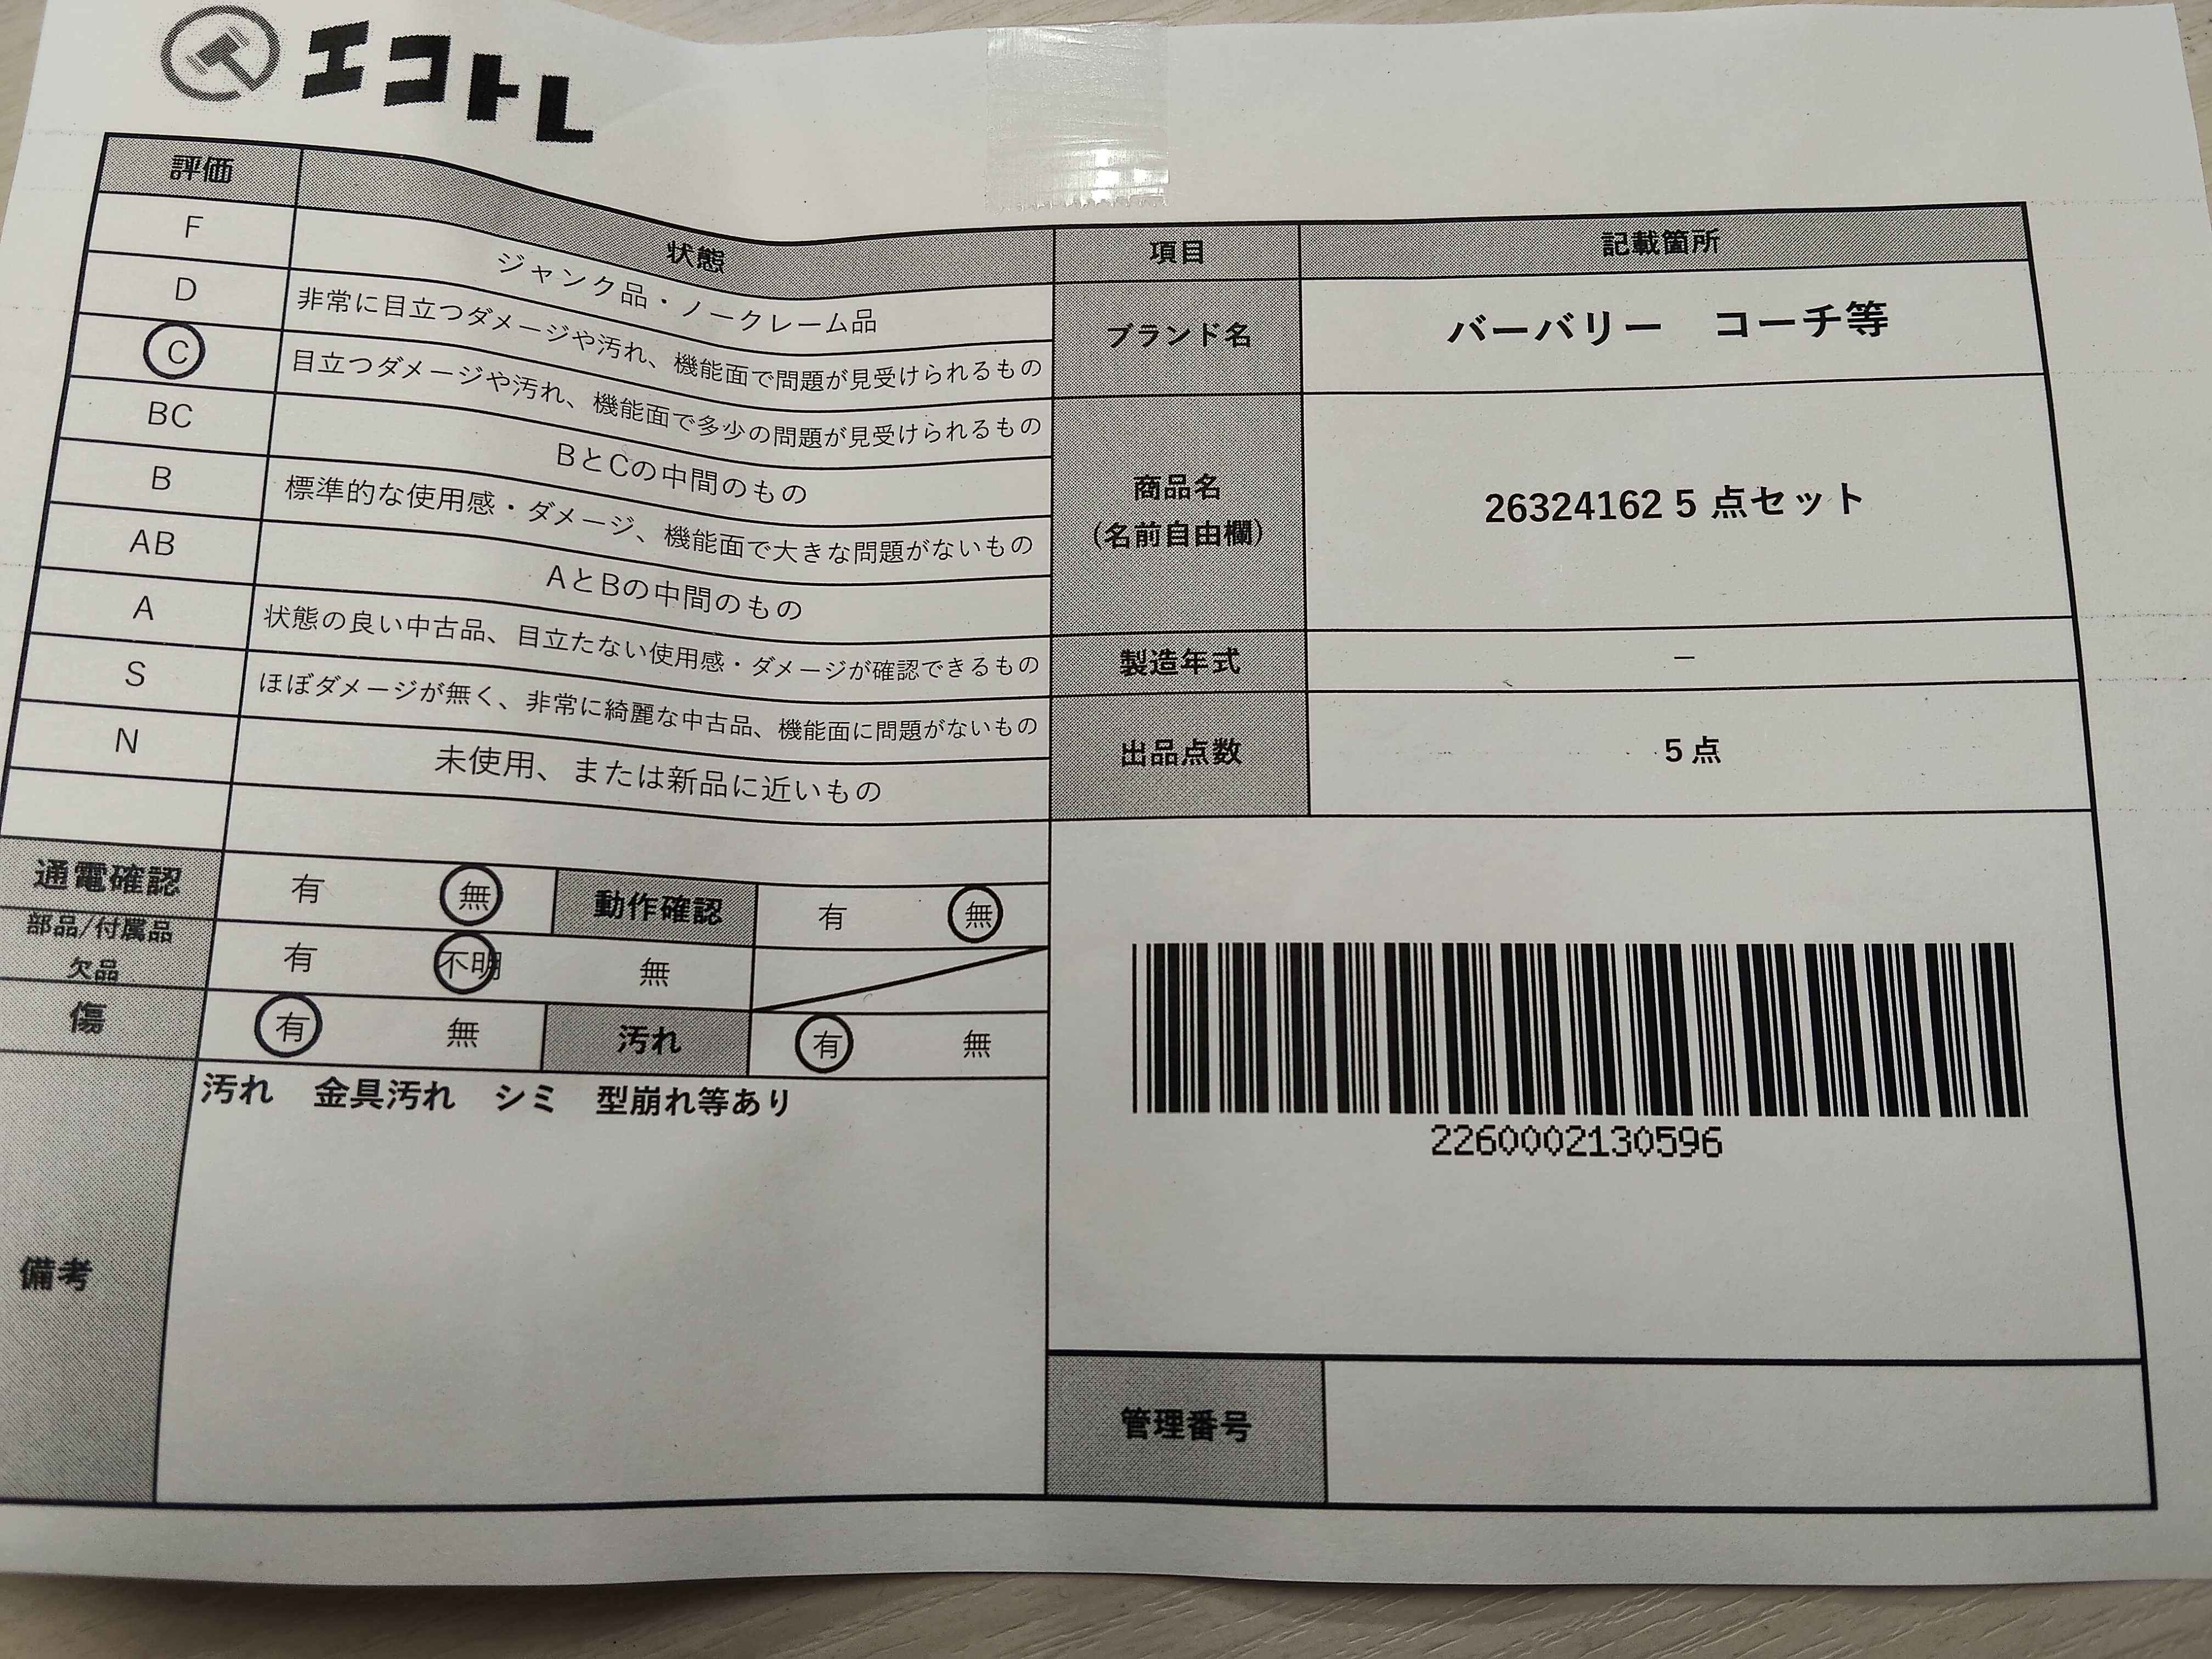 エコトレ
評価 状態
F ジャンク品・ノークレーム品
D 非常に目立つダメージや汚れ、機能面で問題が見受けられるもの
C 目立つダメージや汚れ、機能面で多少の問題が見受けられるもの
BC BとCの中間のもの
B 標準的な使用感・ダメージ、機能面で大きな問題がないもの
AB AとBの中間のもの
A 状態の良い中古品、目立たない使用感・ダメージが確認できるもの
S ほぼダメージが無く、非常に綺麗な中古品、機能面に問題がないもの
N 未使用、または新品に近いもの
通電確認 有 無 動作確認 有 無
部品/付属品
欠品 有 不明 無
傷 有 無 汚れ 有 無
備考 汚れ 金具汚れ シミ 型崩れ等あり
項目 記載箇所
ブランド名 バーバリー コーチ等
商品名
(名前自由欄) 26324162 5 点セット
製造年式 －
出品点数 5 点
2260002130596
管理番号